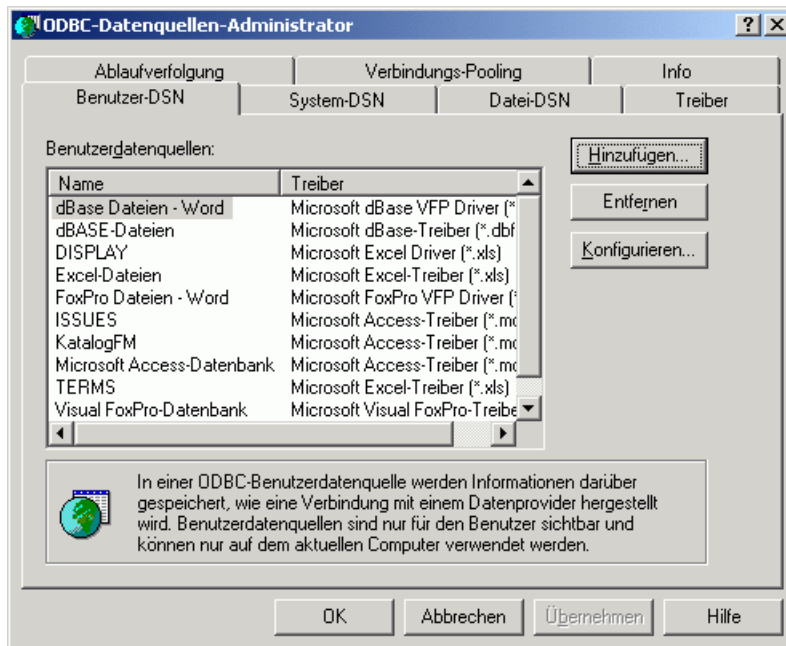 ODBC-Datenquellen-Administrator
Ablaufverfolgung Verbindungs-Pooling Info
Benutzer-DSN System-DSN Datei-DSN Treiber
Benutzerdatenquellen:
Hinzufügen...
Name Treiber
dBase Dateien - Word Microsoft dBase VFP Driver (*
Entfernen
dBASE-Dateien Microsoft dBase-Treiber (*.dbf
DISPLAY Microsoft Excel Driver (*.xls)
Konfigurieren...
Excel-Dateien Microsoft Excel-Treiber (*.xls)
FoxPro Dateien - Word Microsoft FoxPro VFP Driver (*
ISSUES Microsoft Access-Treiber (*.md
KatalogFM Microsoft Access-Treiber (*.md
Microsoft Access-Datenbank Microsoft Access-Treiber (*.md
TERMS Microsoft Excel-Treiber (*.xls)
Visual FoxPro-Datenbank Microsoft Visual FoxPro-Treibe
In einer ODBC-Benutzerdatenquelle werden Informationen darüber
gespeichert, wie eine Verbindung mit einem Datenprovider hergestellt
wird. Benutzerdatenquellen sind nur für den Benutzer sichtbar und
können nur auf dem aktuellen Computer verwendet werden.
OK Abbrechen Übernehmen Hilfe